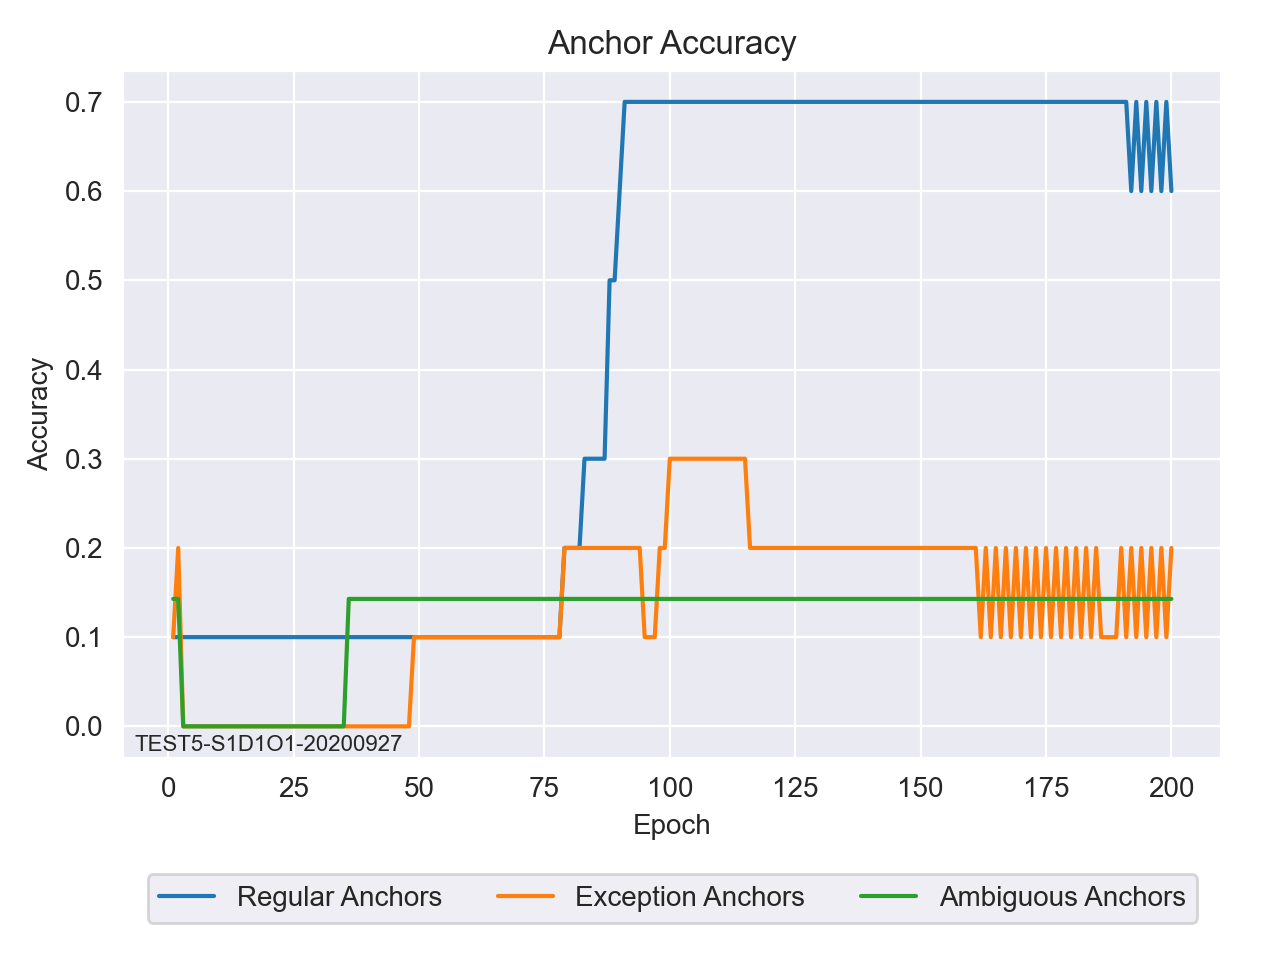 Anchor Accuracy
0.7
0.6
0.5
0.4
0.3
0.2
0.1
0.0
Accuracy
TEST5-S1D1O1-20200927
0 25 50 75 100 125 150 175 200
Epoch
Regular Anchors Exception Anchors Ambiguous Anchors